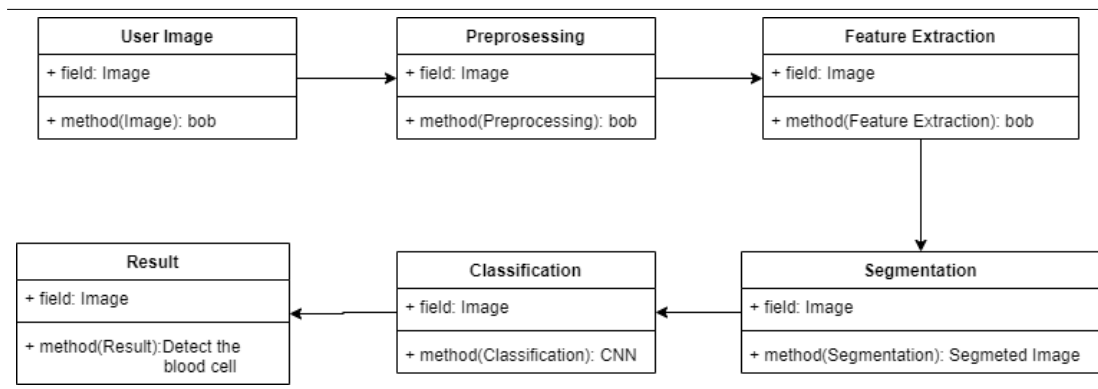 User Image
+ field: Image
+ method(Image): bob
Preprosessing
+ field: Image
+ method(Preprocessing): bob
Feature Extraction
+ field: Image
+ method(Feature Extraction): bob
Segmentation
+ field: Image
+ method(Segmentation): Segmeted Image
Classification
+ field: Image
+ method(Classification): CNN
Result
+ field: Image
+ method(Result):Detect the
blood cell